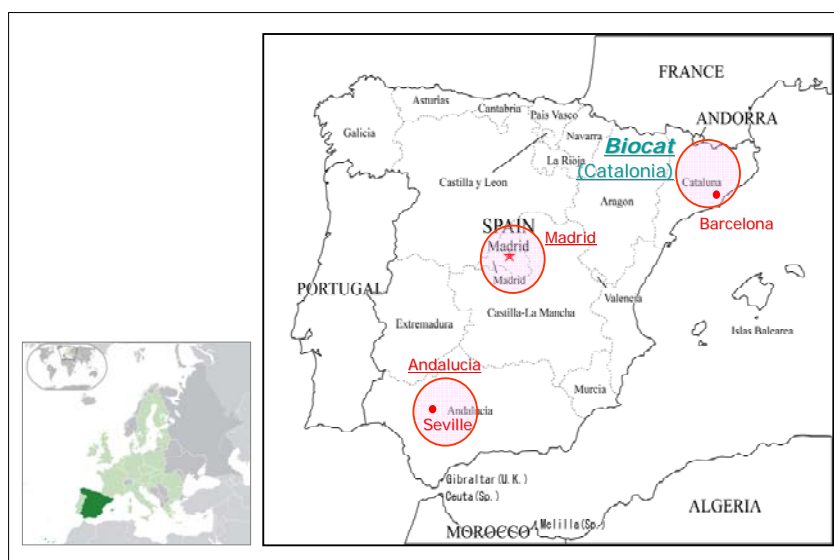 FRANCE
Asturias
Cantabria
Pais Vasco
ANDORRA
Galicia
Navarra
Biocat
La Rioja
(Catalonia)
Castilla y Leon
Cataluna
Aragon
Barcelona
SPAIN
Madrid
Madrid
Madrid
PORTUGAL
Valencia
Castilla-La Mancha
Extremadura
Islas Balearea
Andalucia
Murcia
Andalucia
Seville
Gibraltar(U.K.)
Ceuta(Sp.)
ALGERIA
Melilla(Sp.)
MOROCCO